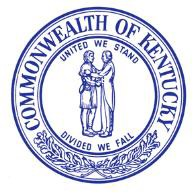 COMMONWEALTH OF KENTUCKY
UNITED WE STAND
DIVIDED WE FALL